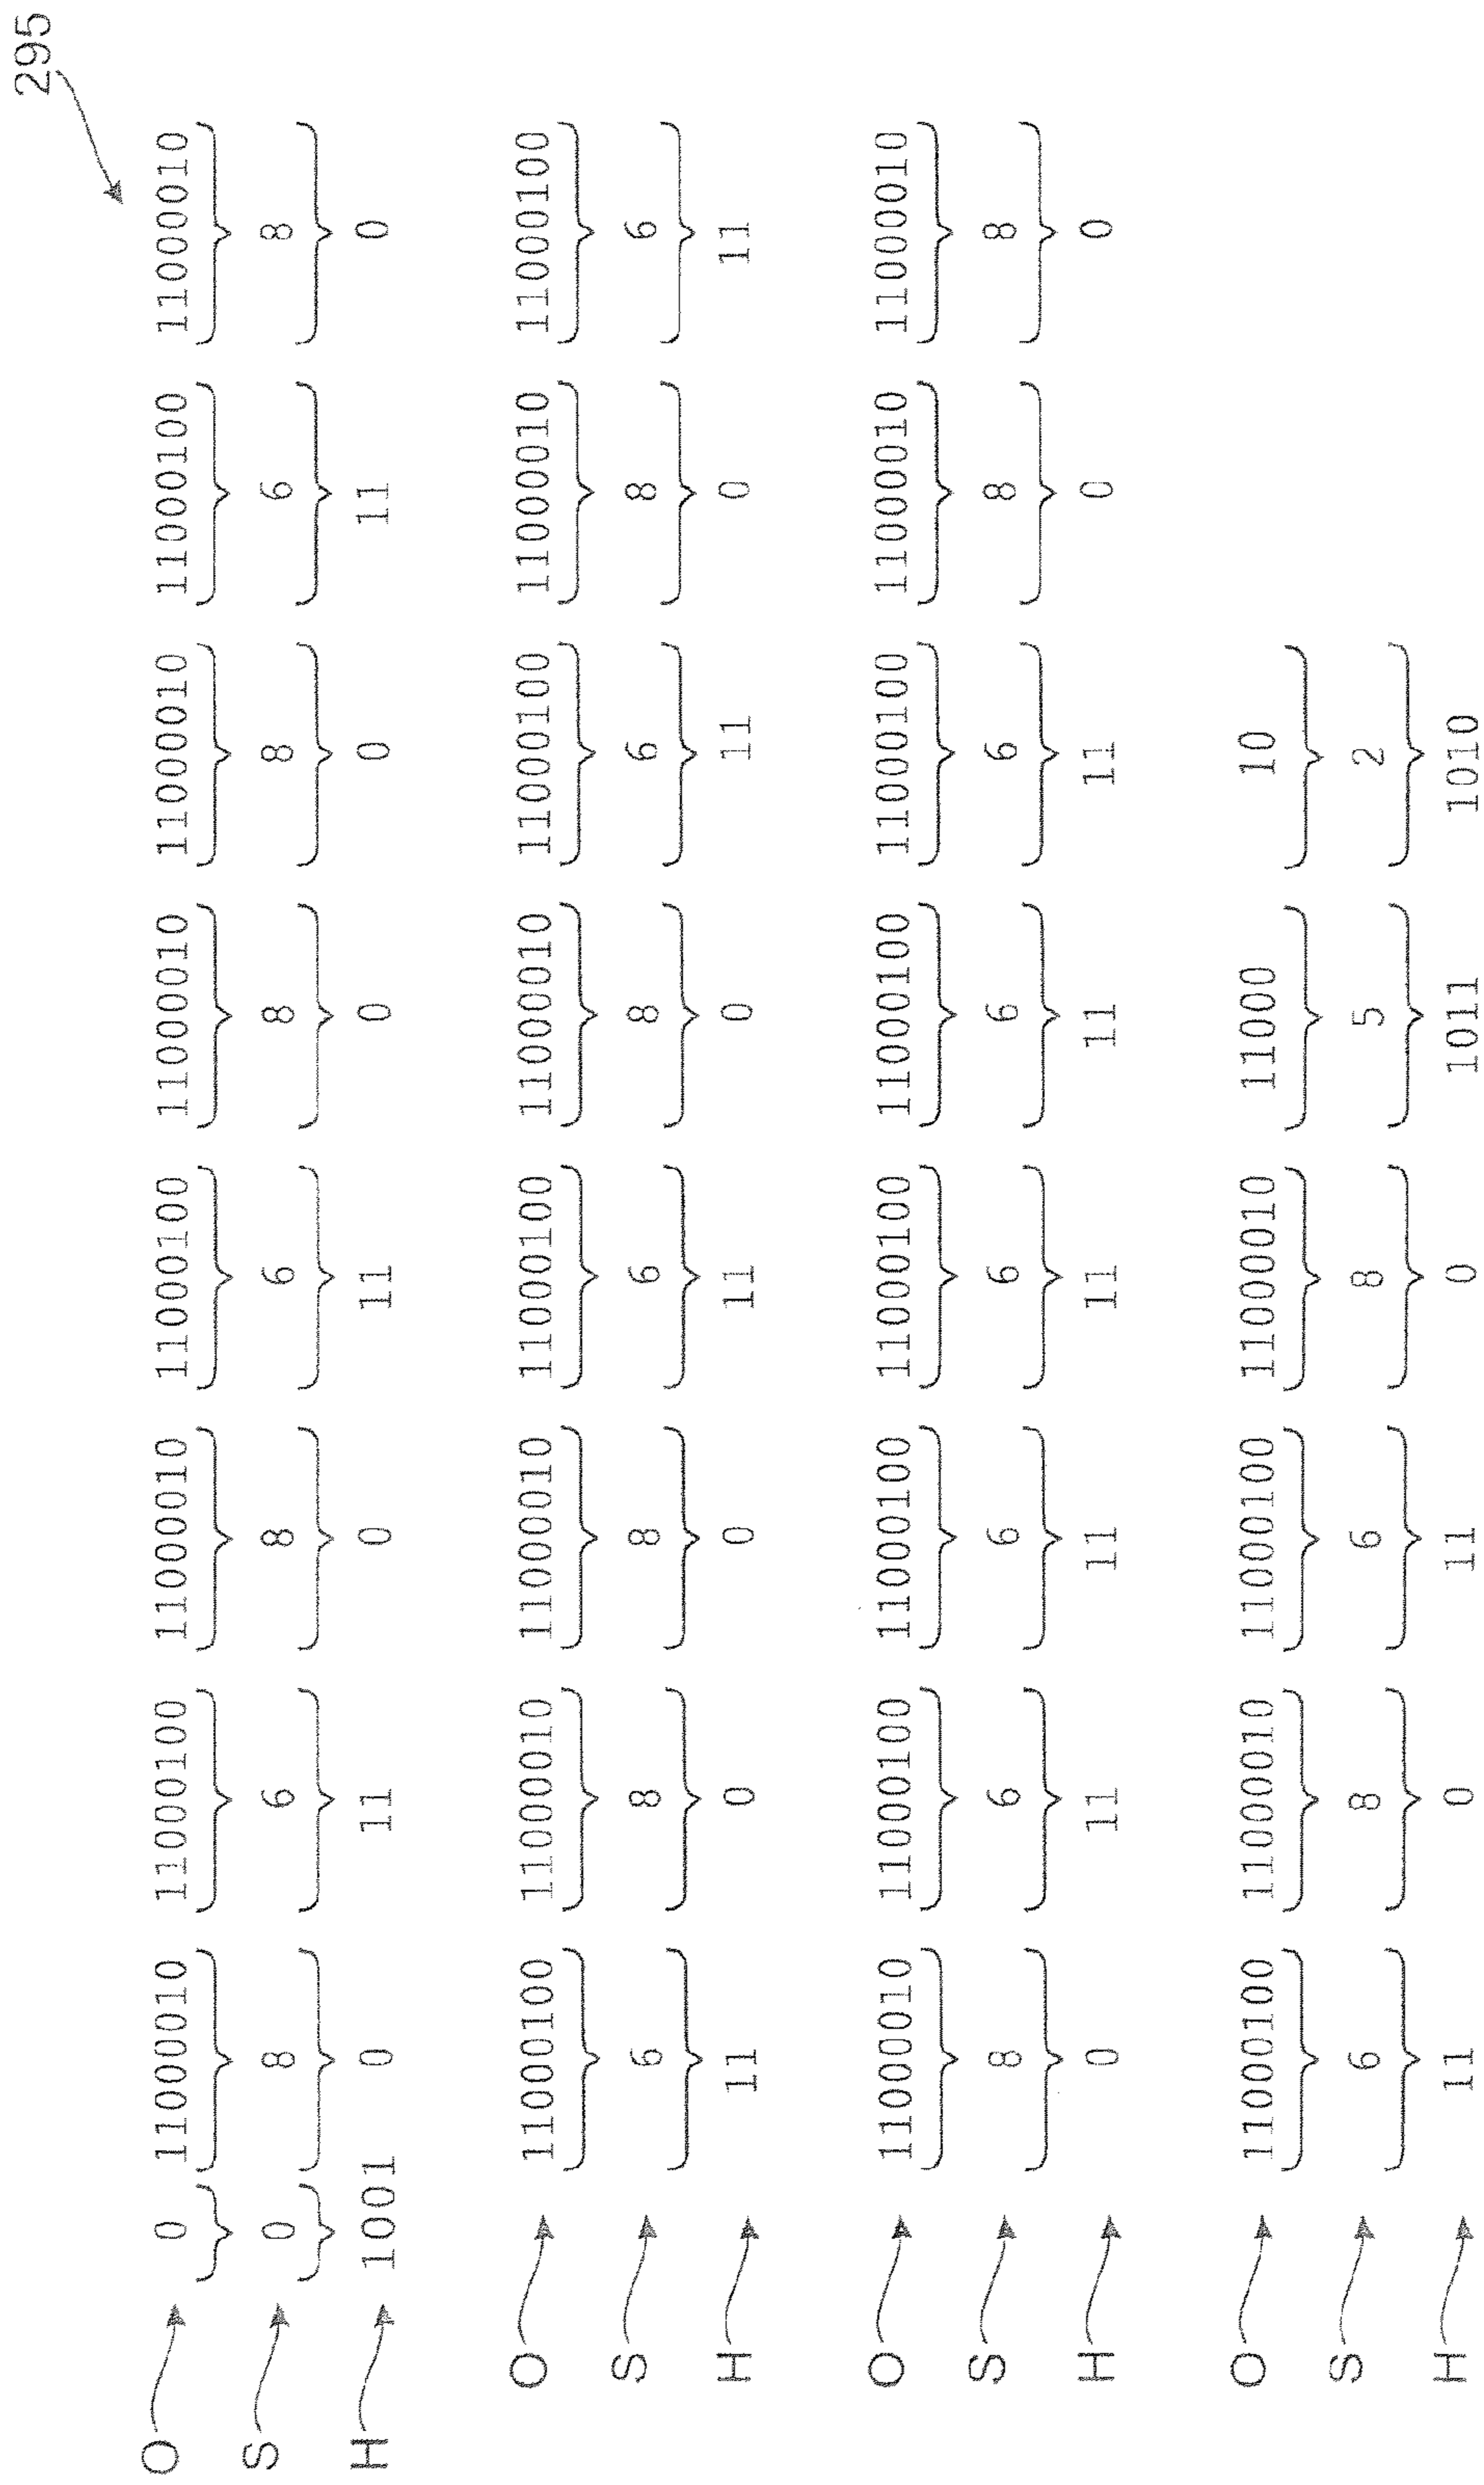 295
O 0 11000010 11000100 11000010 11000100 11000010 11000010 11000100 11000010
S 0 8 6 8 6 8 8 6 8
H 1001 0 11 0 11 0 0 11 0
O 11000100 11000010 11000010 11000100 11000010 11000100 11000010 11000100
S 6 8 8 6 8 6 8 6
H 11 0 0 11 0 11 0 11
O 11000010 11000100 11000100 11000100 11000100 11000100 11000010 11000010
S 8 6 6 6 6 6 8 8
H 0 11 11 11 11 11 0 0
O 11000100 11000010 11000100 11000010 11000 10
S 6 8 6 8 5 2
H 11 0 11 0 1011 1010